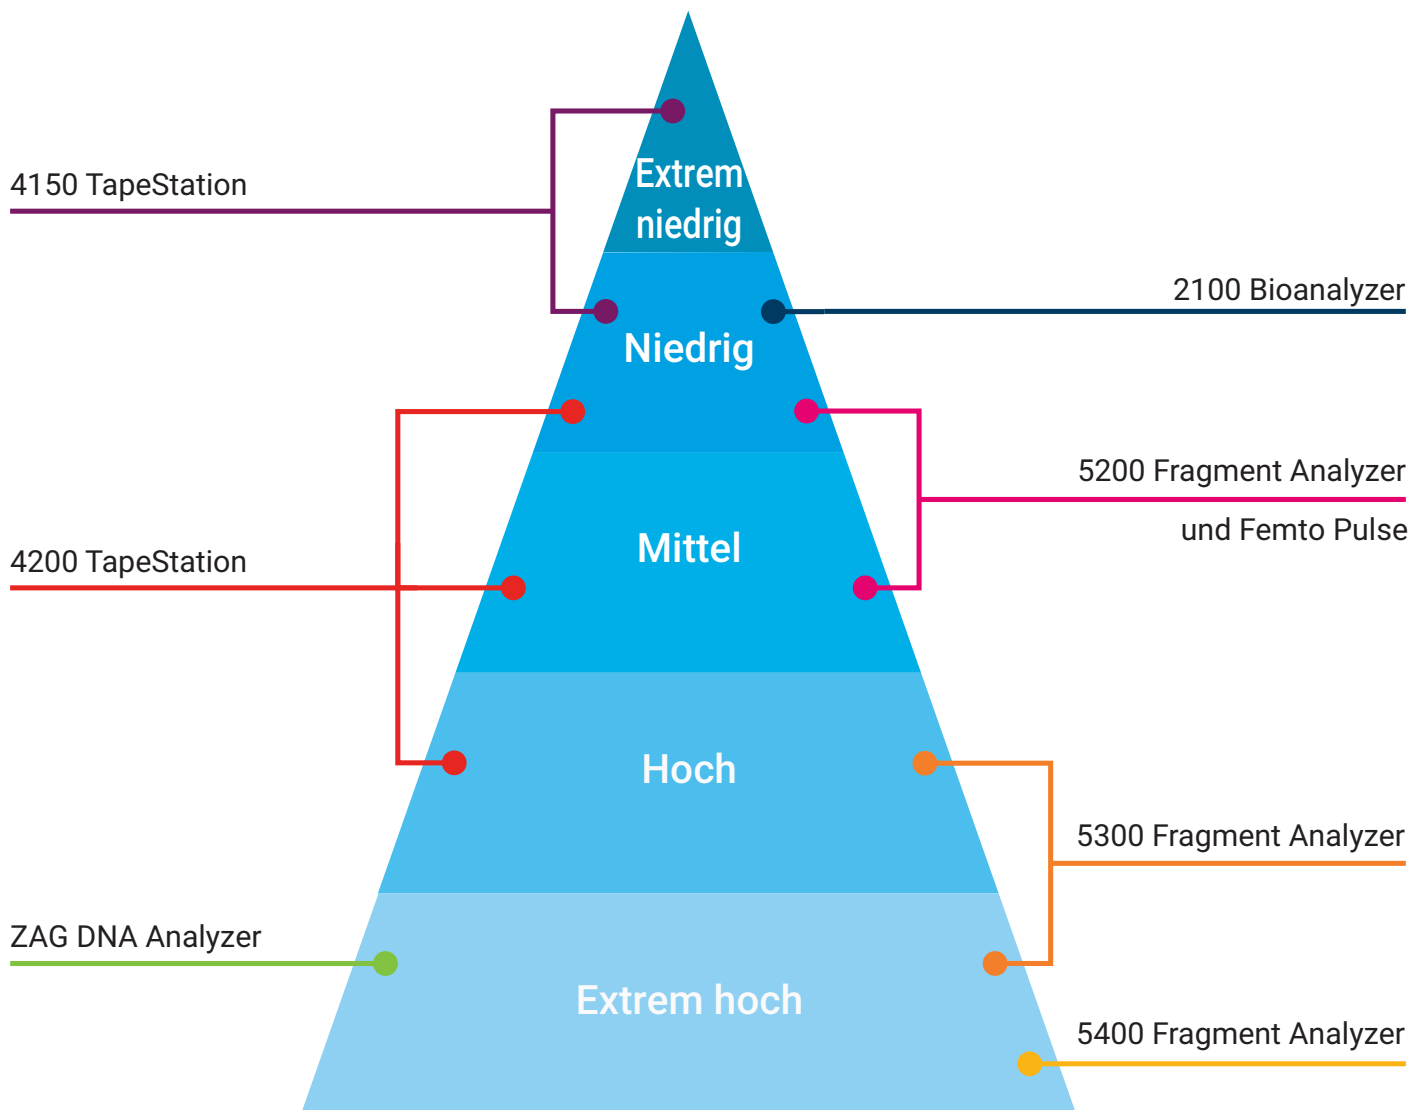 4150 TapeStation
Extrem
niedrig
2100 Bioanalyzer
Niedrig
5200 Fragment Analyzer
und Femto Pulse
Mittel
4200 TapeStation
Hoch
5300 Fragment Analyzer
ZAG DNA Analyzer
Extrem hoch
5400 Fragment Analyzer